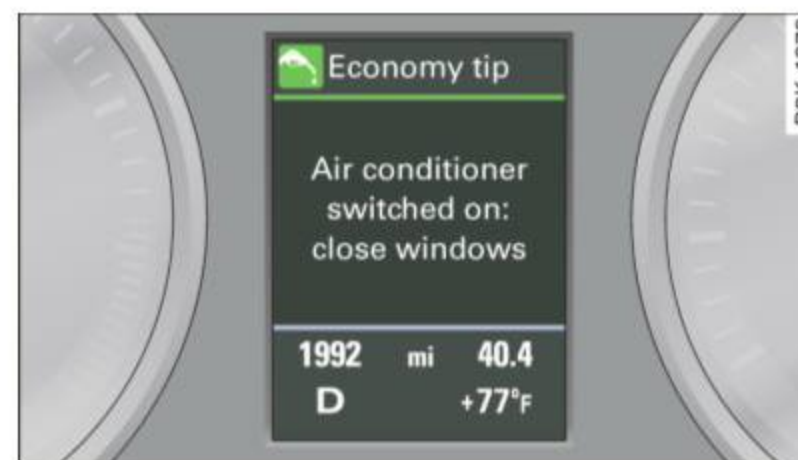 Economy tip
Air conditioner
switched on:
close windows
1992 mi 40.4
D +77°F